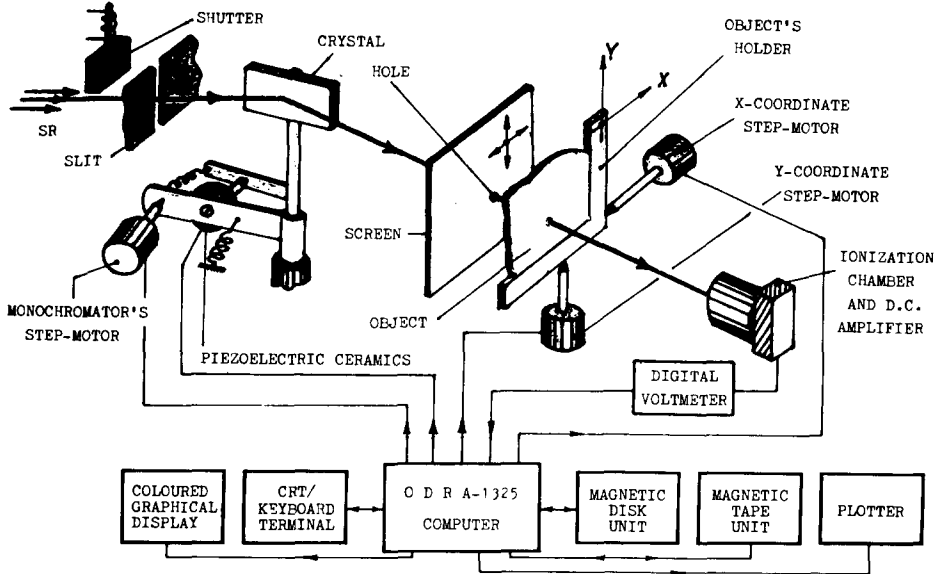 SHUTTER
CRYSTAL
HOLE
OBJECT'S
HOLDER
Y
X
X-COORDINATE
STEP-MOTOR
SR
SLIT
Y-COORDINATE
STEP-MOTOR
SCREEN
IONIZATION
CHAMBER
AND D.C.
AMPLIFIER
MONOCHROMATOR'S
STEP-MOTOR
OBJECT
PIEZOELECTRIC CERAMICS
DIGITAL
VOLTMETER
COLOURED
GRAPHICAL
DISPLAY
CRT/
KEYBOARD
TERMINAL
ODRA-1325
COMPUTER
MAGNETIC
DISK
UNIT
MAGNETIC
TAPE
UNIT
PLOTTER